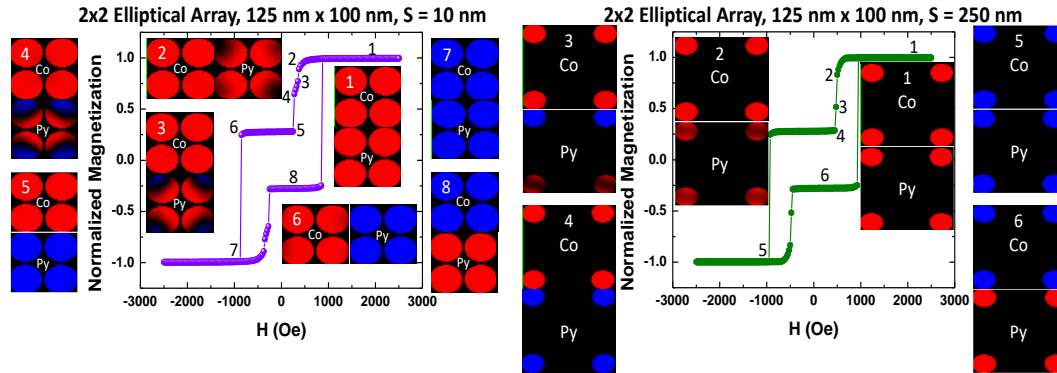 2x2 Elliptical Array, 125 nm x 100 nm, S = 10 nm
4
Co
Py
5
Co
Py
Normalized Magnetization
1.0
0.5
0.0
-0.5
-1.0
2
Co
Py
3
Co
Py
1
Co
Py
6
Co
Py
1
2
3
4
6
5
8
7
-3000 -2000 -1000 0 1000 2000 3000
H (Oe)
7
Co
Py
8
Co
Py
2x2 Elliptical Array, 125 nm x 100 nm, S = 250 nm
3
Co
Py
4
Co
Py
Normalized Magnetization
1.0
0.5
0.0
-0.5
-1.0
2
Co
Py
1
Co
Py
1
2
3
4
6
5
-3000 -2000 -1000 0 1000 2000 3000
H (Oe)
5
Co
Py
6
Co
Py